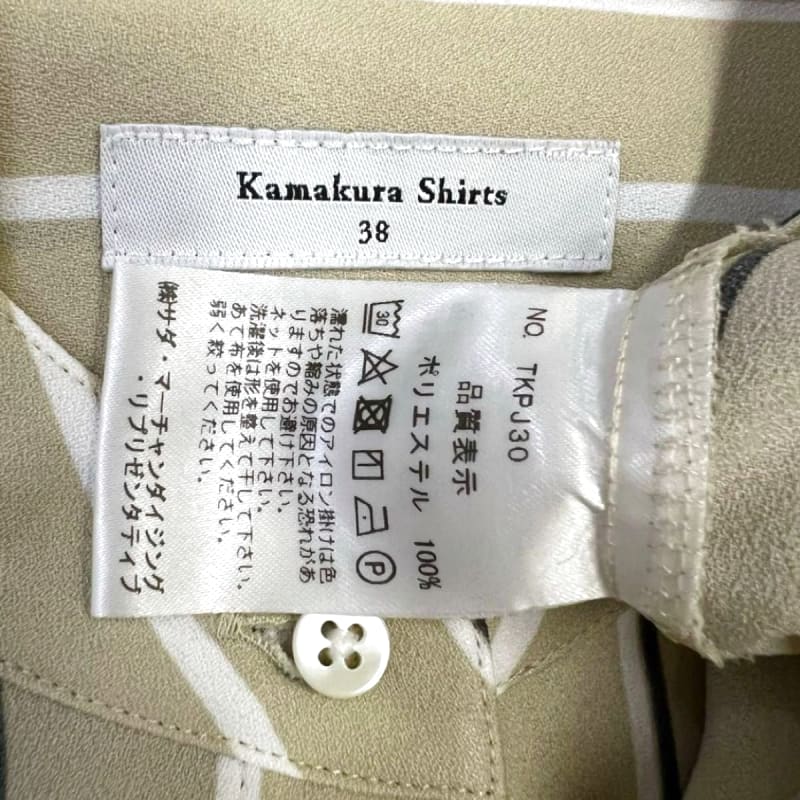 Kamakura Shirts
38
NO. TKPJ30
品質表示
ポリエステル 100%
30
P
濡れた状態でのアイロン掛けは色
落ちや縮みの原因となる恐れがあ
りますのでお避け下さい。
ネットを使用して下さい。
洗濯後は形を整えて干して下さい。
あて布を使用してください。
弱く絞ってください。
㈱サダ・マーチャンダイジング
・リプリゼンタティブ